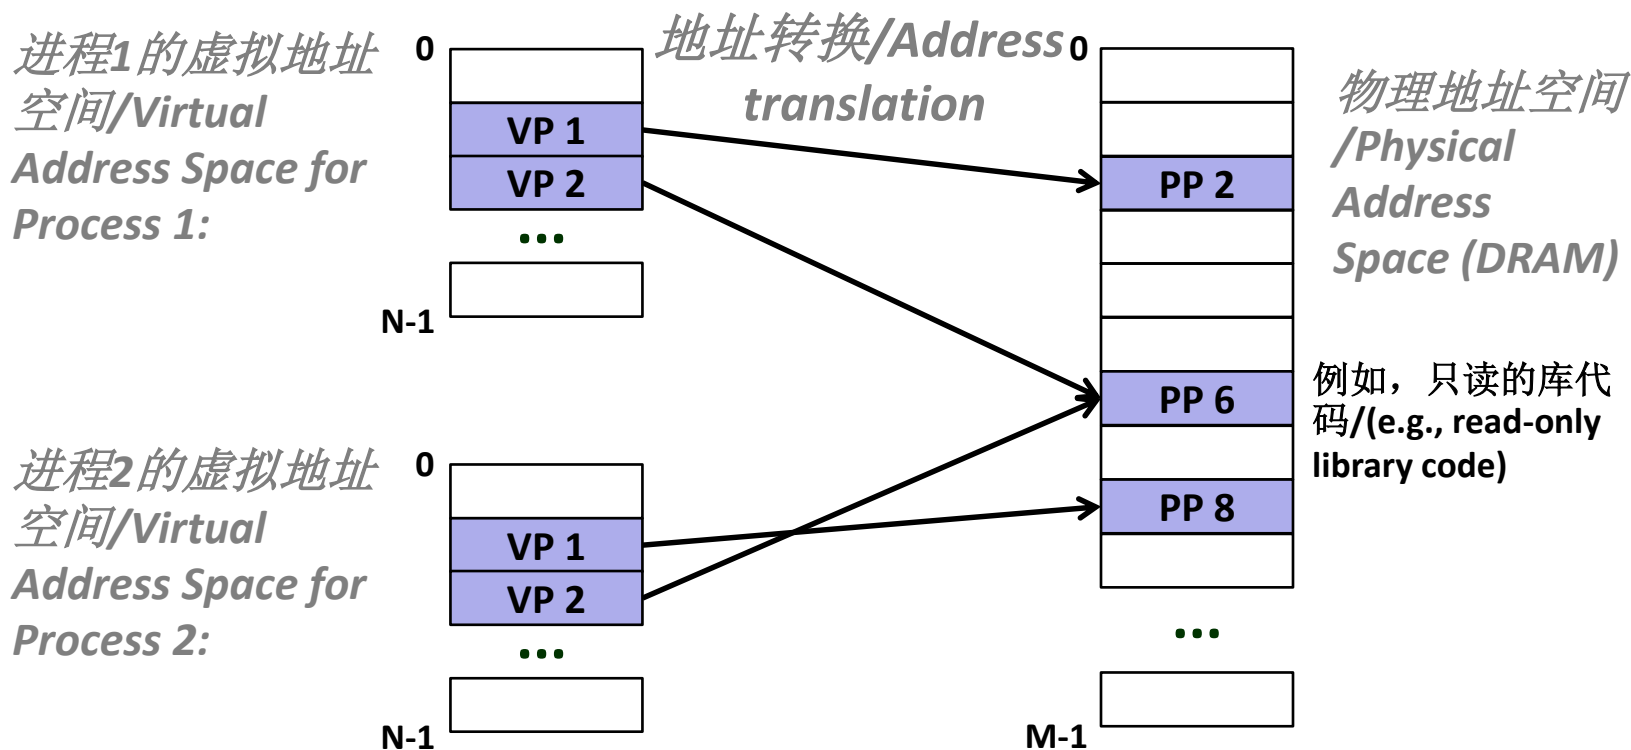 进程1的虚拟地址
空间/Virtual
Address Space for
Process 1:
0
VP 1
VP 2
...
N-1
地址转换/Address
translation
0
PP 2
PP 6
PP 8
...
M-1
物理地址空间
/Physical
Address
Space (DRAM)
例如，只读的库代
码/(e.g., read-only
library code)
进程2的虚拟地址
空间/Virtual
Address Space for
Process 2:
0
VP 1
VP 2
...
N-1